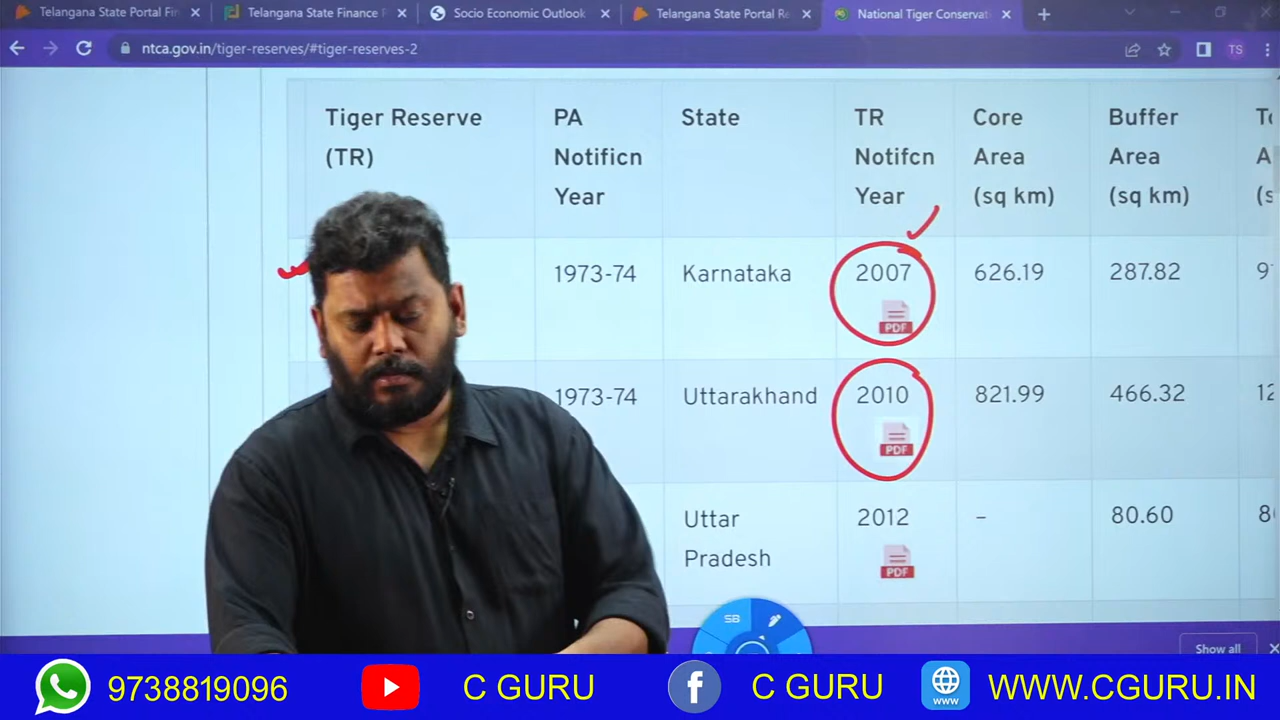 Telangana State Portal Fin
Telangana State Finance P
Socio Economic Outlook
Telangana State Portal Re
National Tiger Conservat
ntca.gov.in/tiger-reserves/#tiger-reserves-2
TS
Tiger Reserve
(TR)
PA
Notificn
Year
State
TR
Notifcn
Year
Core
Area
(sq km)
Buffer
Area
(sq km)
1973-74
Karnataka
2007
PDF
626.19
287.82
1973-74
Uttarakhand
2010
PDF
821.99
466.32
Uttar
Pradesh
2012
PDF
–
80.60
SB
Show all
9738819096
C GURU
f
C GURU
WWW
WWW.CGURU.IN